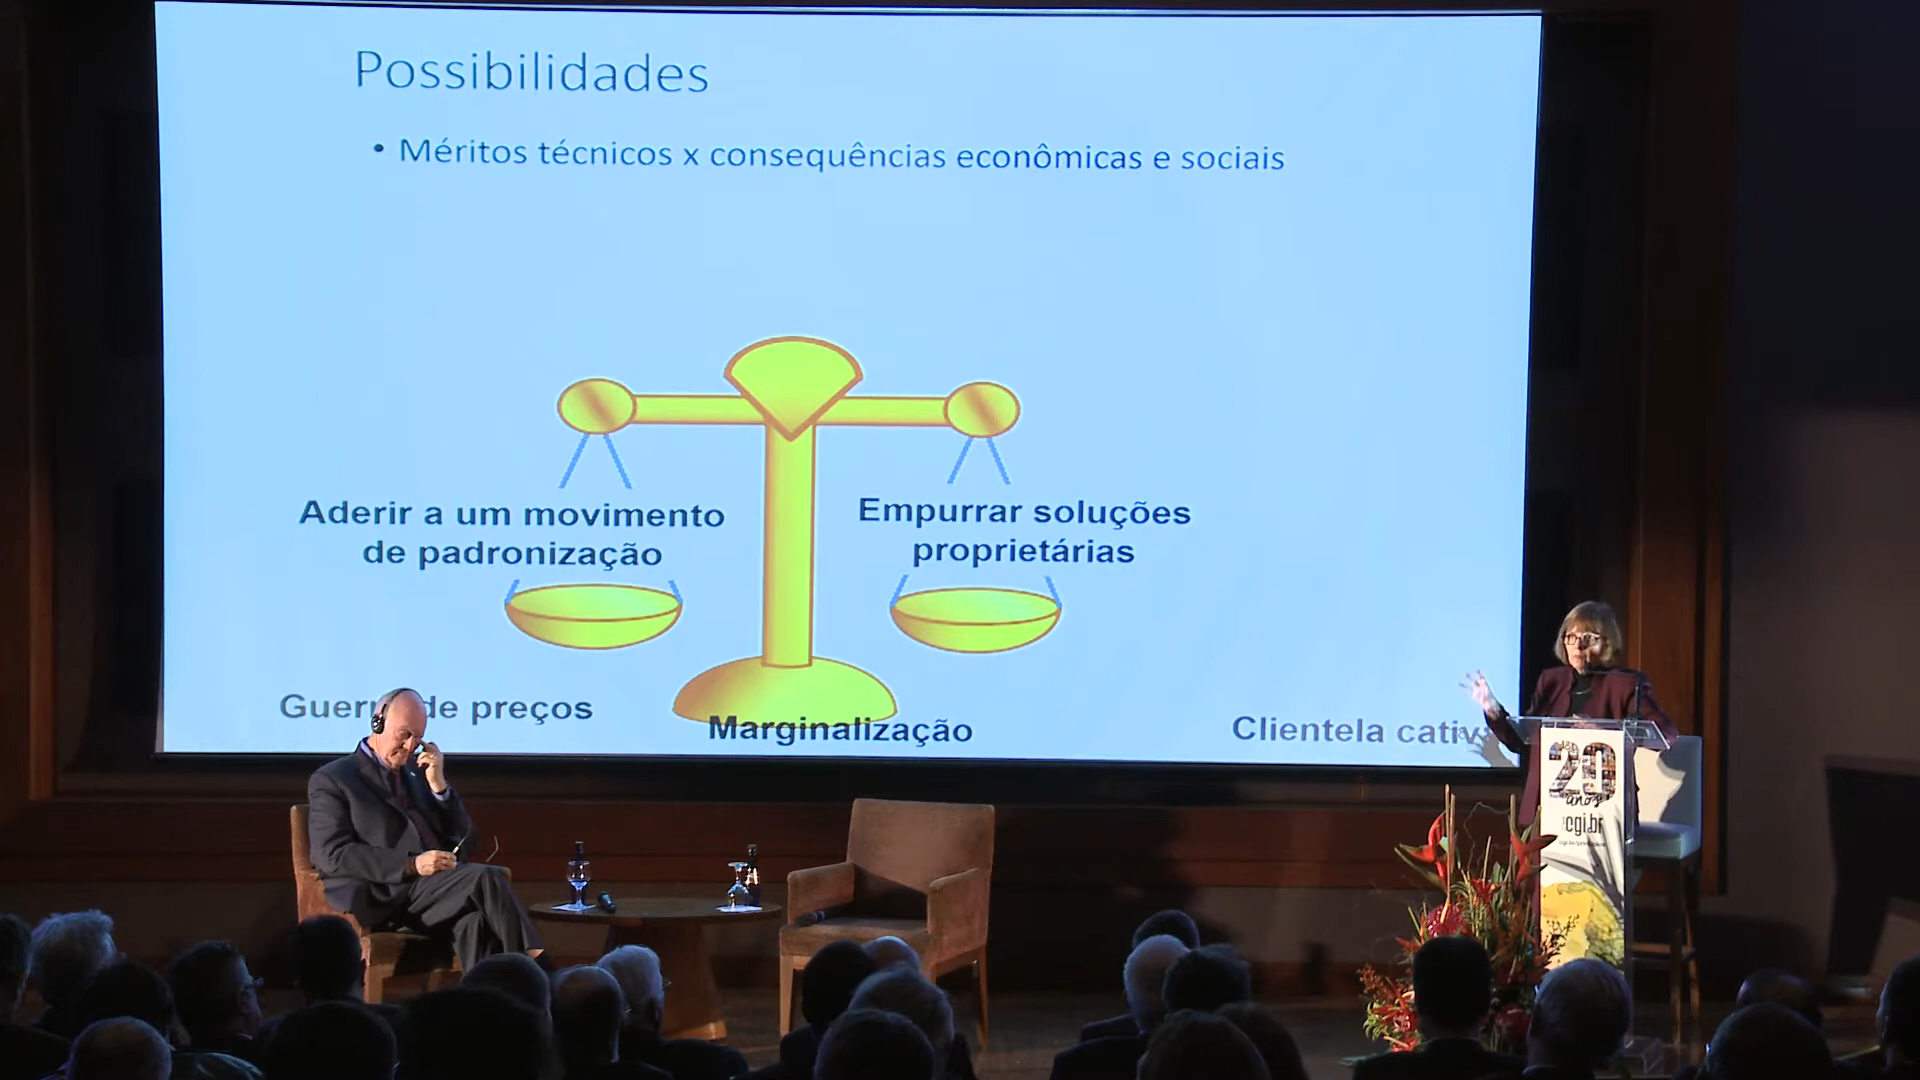 Possibilidades
• Méritos técnicos x consequências econômicas e sociais
Aderir a um movimento
de padronização
Empurrar soluções
proprietárias
de preços
Marginalização
Clientela
20
anos
cgi.br